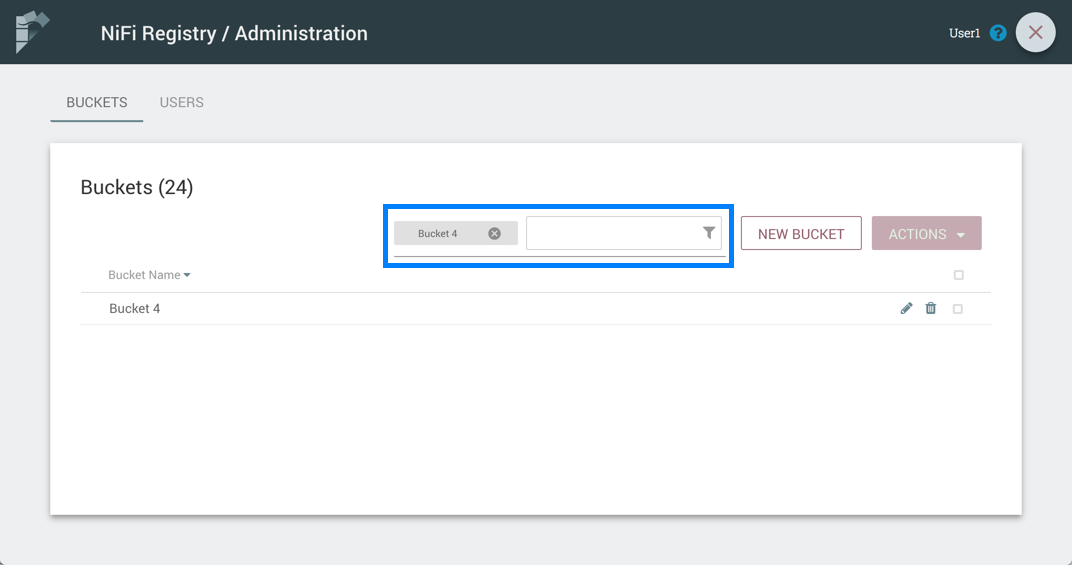 NiFi Registry / Administration
User1
BUCKETS USERS
Buckets (24)
Bucket 4
NEW BUCKET
ACTIONS
Bucket Name
Bucket 4